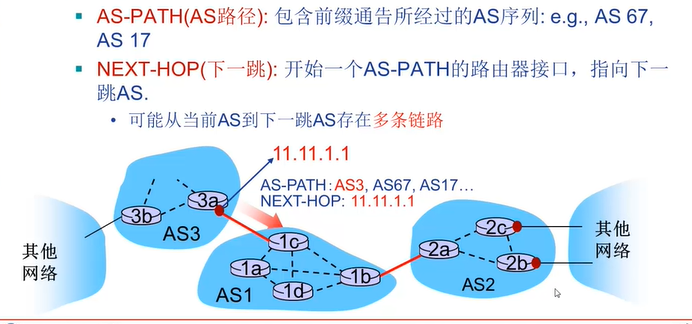 AS-PATH(AS路径): 包含前缀通告所经过的AS序列: e.g., AS 67,
AS 17
NEXT-HOP(下一跳): 开始一个AS-PATH的路由器接口，指向下一
跳AS.
可能从当前AS到下一跳AS存在多条链路
11.11.1.1
AS-PATH：AS3, AS67, AS17…
NEXT-HOP: 11.11.1.1
3a
3b
AS3
其他
网络
1c
1a
1d
1b
AS1
2c
2a
2b
AS2
其他
网络